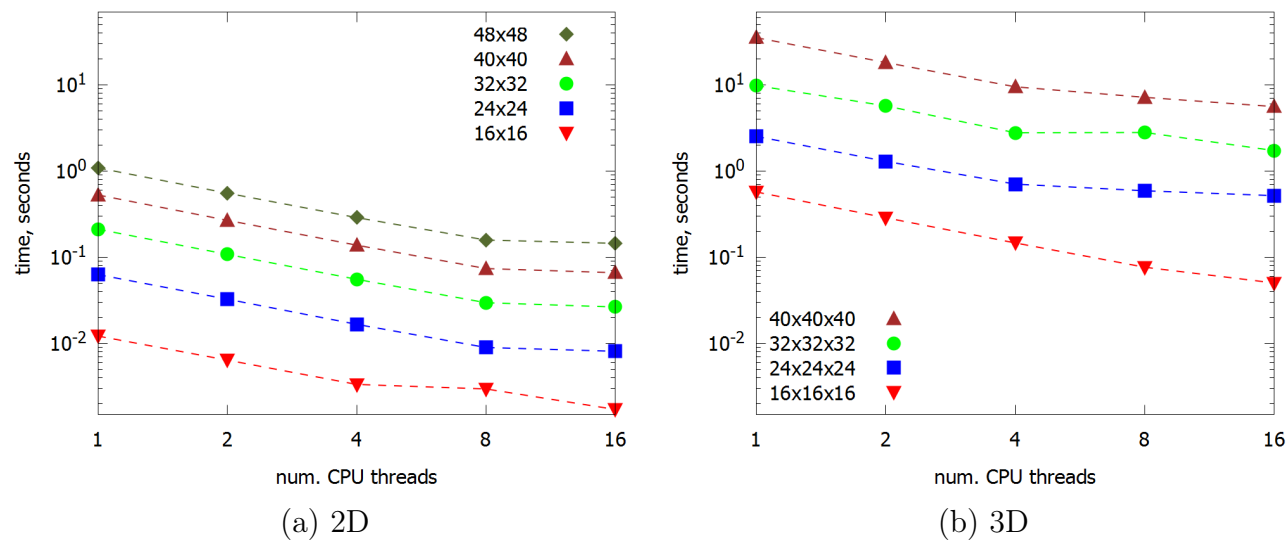 48x48
40x40
32x32
24x24
16x16
10^1
10^0
10^-1
10^-2
time, seconds
1 2 4 8 16
num. CPU threads
(a) 2D
10^1
10^0
10^-1
10^-2
time, seconds
40x40x40
32x32x32
24x24x24
16x16x16
1 2 4 8 16
num. CPU threads
(b) 3D